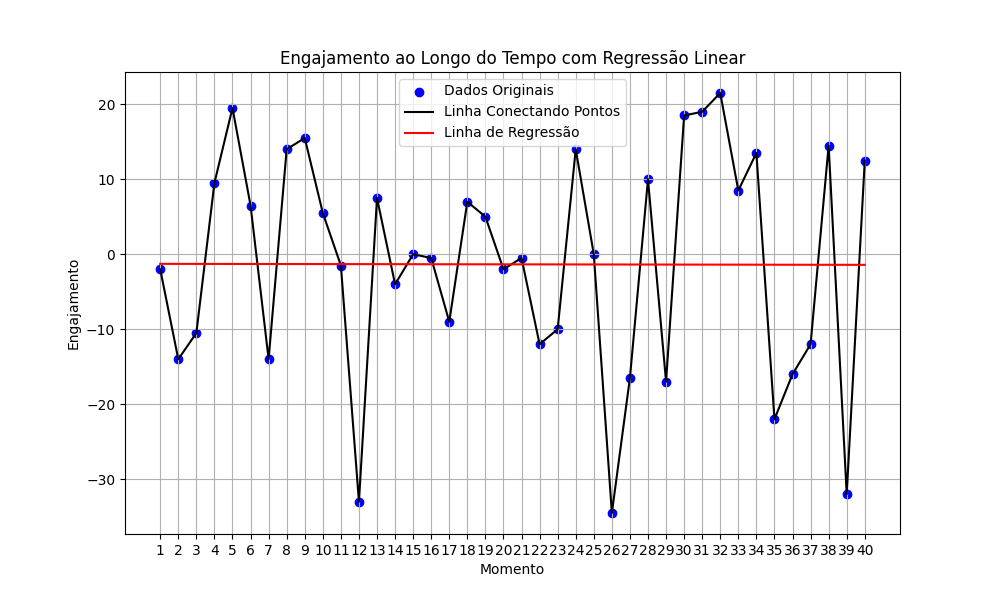 Engajamento ao Longo do Tempo com Regressão Linear
Dados Originais
Linha Conectando Pontos
Linha de Regressão
Engajamento
20
10
0
−10
−20
−30
1 2 3 4 5 6 7 8 9 10 11 12 13 14 15 16 17 18 19 20 21 22 23 24 25 26 27 28 29 30 31 32 33 34 35 36 37 38 39 40
Momento